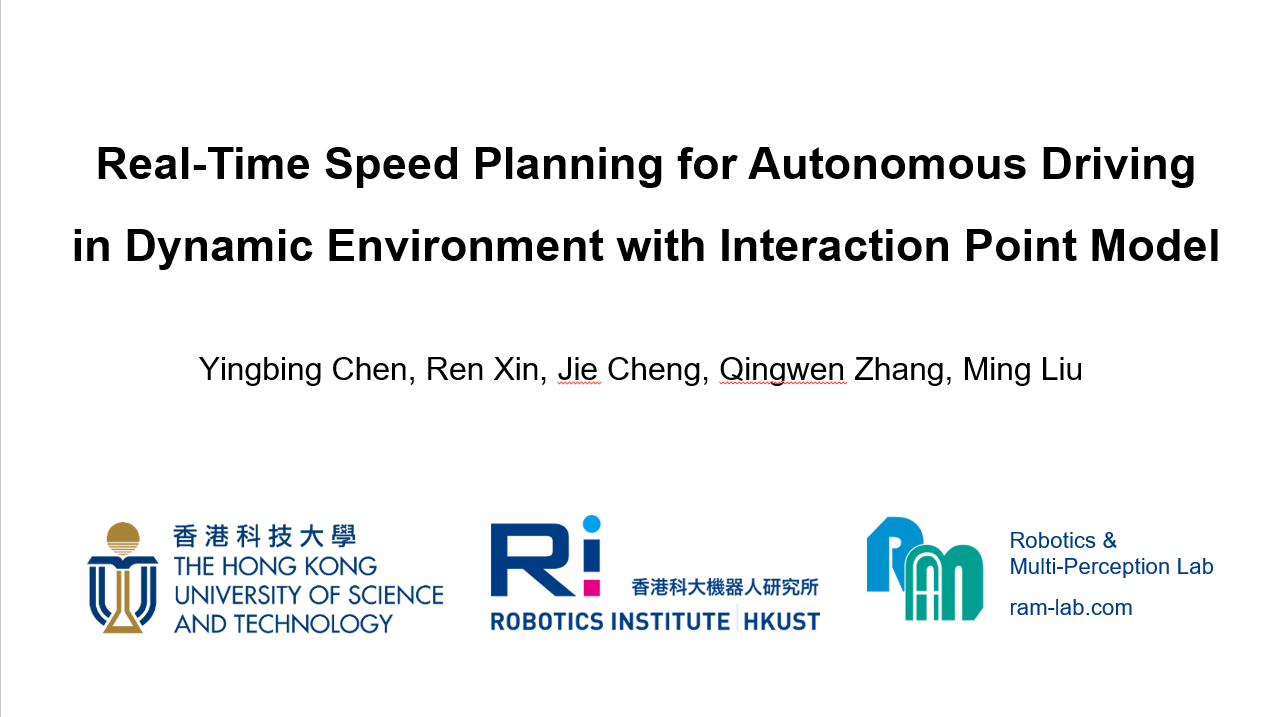 Real-Time Speed Planning for Autonomous Driving
in Dynamic Environment with Interaction Point Model
Yingbing Chen, Ren Xin, Jie Cheng, Qingwen Zhang, Ming Liu
香港科技大學
THE HONG KONG
UNIVERSITY OF SCIENCE
AND TECHNOLOGY
Ri
香港科大機器人研究所
ROBOTICS INSTITUTE HKUST
RAM
Robotics &
Multi-Perception Lab
ram-lab.com